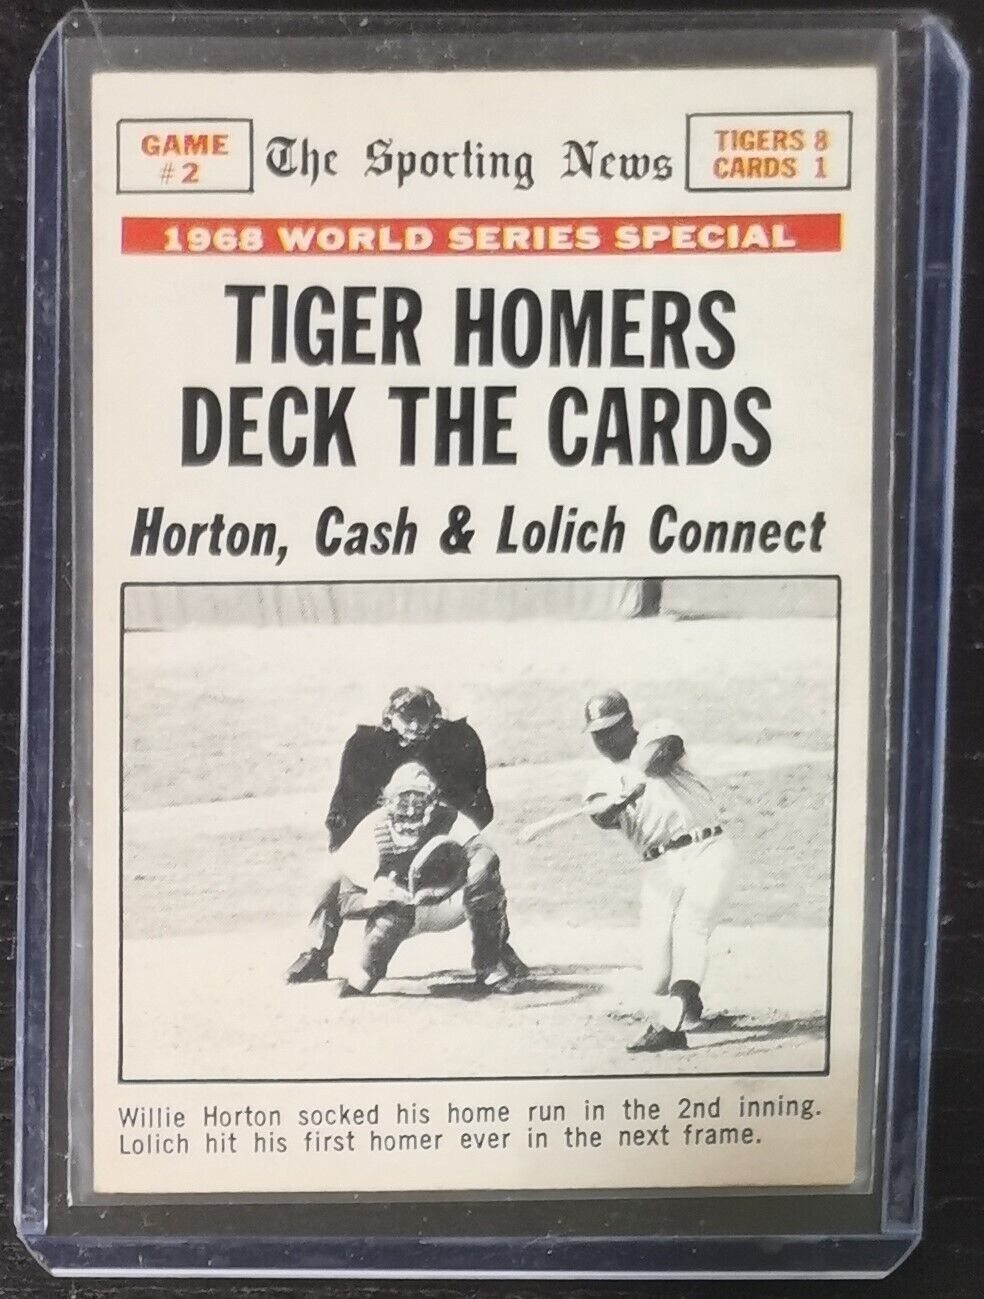 GAME
#2
The Sporting News
TIGERS 8
CARDS 1
1968 WORLD SERIES SPECIAL
TIGER HOMERS
DECK THE CARDS
Horton, Cash & Lolich Connect
Willie Horton socked his home run in the 2nd inning.
Lolich hit his first homer ever in the next frame.